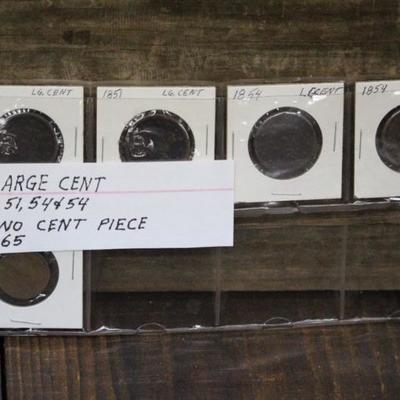 LG. CENT
1851 LG. CENT
1854 L. CENT
1854
ARGE CENT
51, 54 & 54
NO CENT PIECE
65